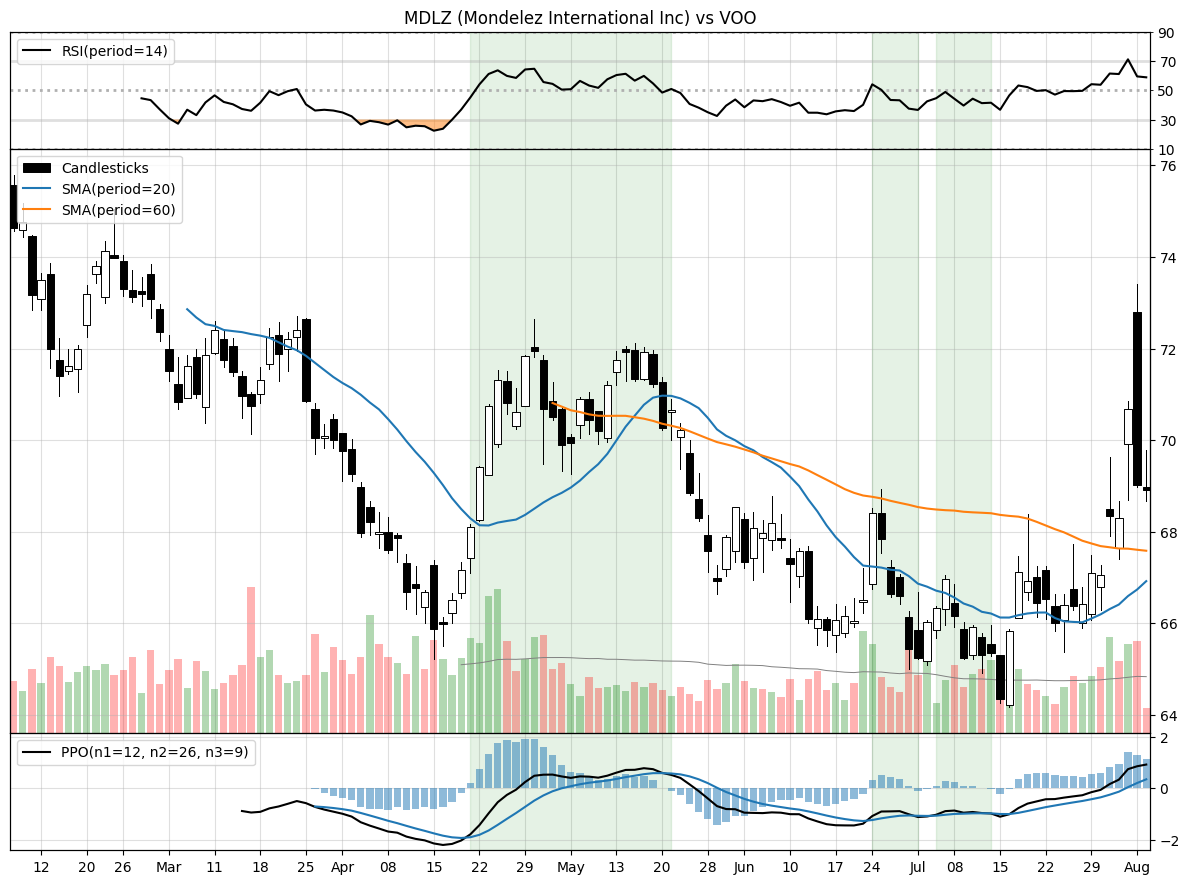 MDLZ (Mondelez International Inc) vs VOO
RSI(period=14)
90
70
50
30
10
Candlesticks
SMA(period=20)
SMA(period=60)
76
74
72
70
68
66
64
PPO(n1=12, n2=26, n3=9)
2
0
−2
12 20 26 Mar 11 18 25 Apr 08 15 22 29 May 13 20 28 Jun 10 17 24 Jul 08 15 22 29 Aug